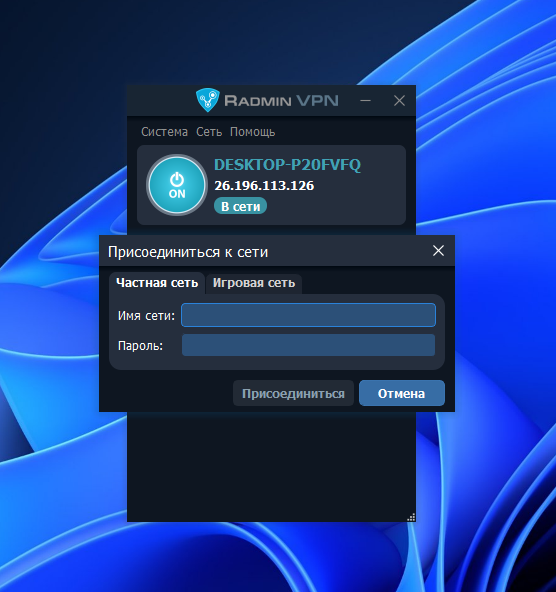 RADMIN VPN
Система Сеть Помощь
DESKTOP-P20FVFQ
26.196.113.126
ON
В сети
Присоединиться к сети
Частная сеть Игровая сеть
Имя сети:
Пароль:
Присоединиться Отмена